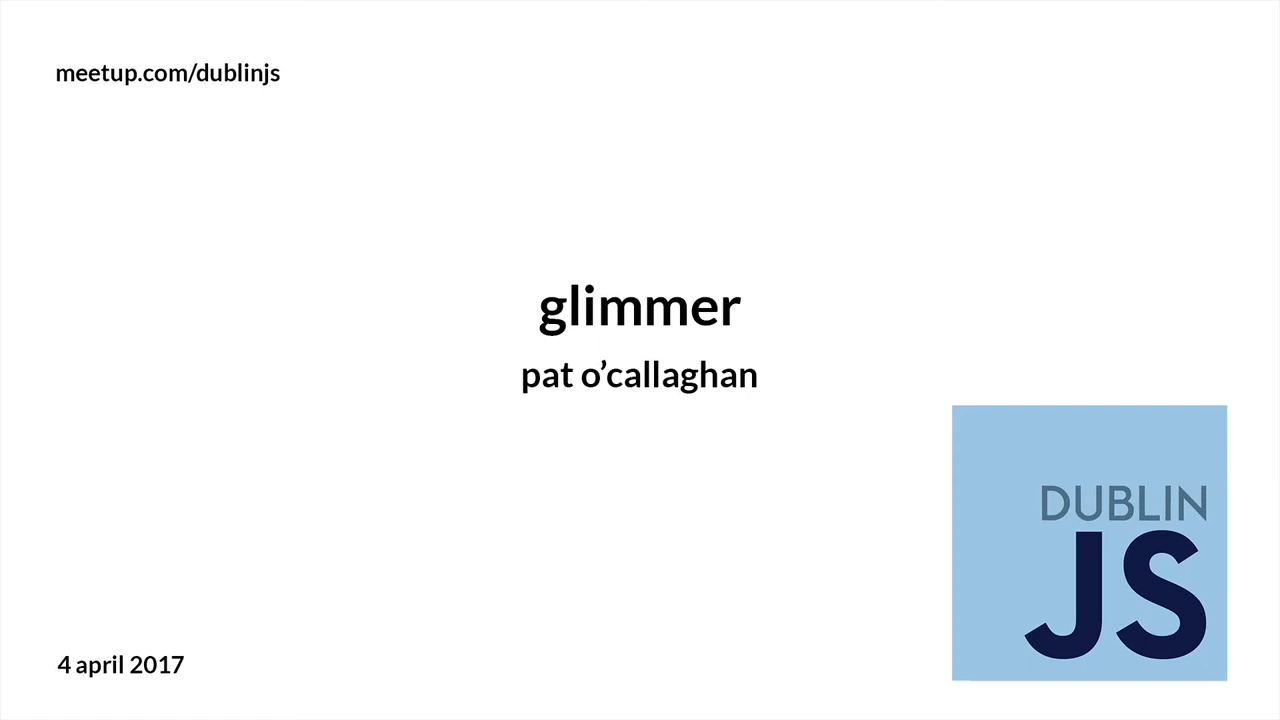 meetup.com/dublinjs
glimmer
pat o’callaghan
DUBLIN
JS
4 april 2017